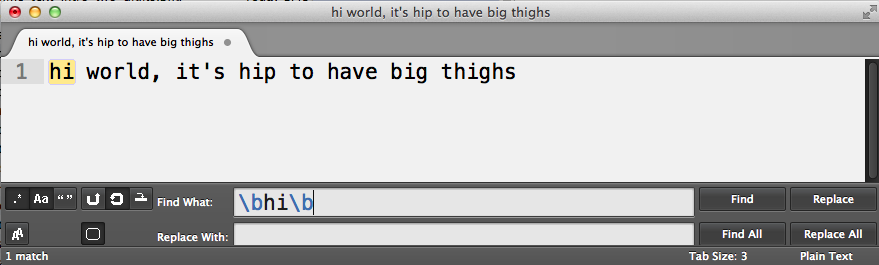 hi world, it's hip to have big thighs
hi world, it's hip to have big thighs
1 hi world, it's hip to have big thighs
.* Aa “” Find What: \bhi\b Find Replace
Replace With: Find All Replace All
1 match Tab Size: 3 Plain Text